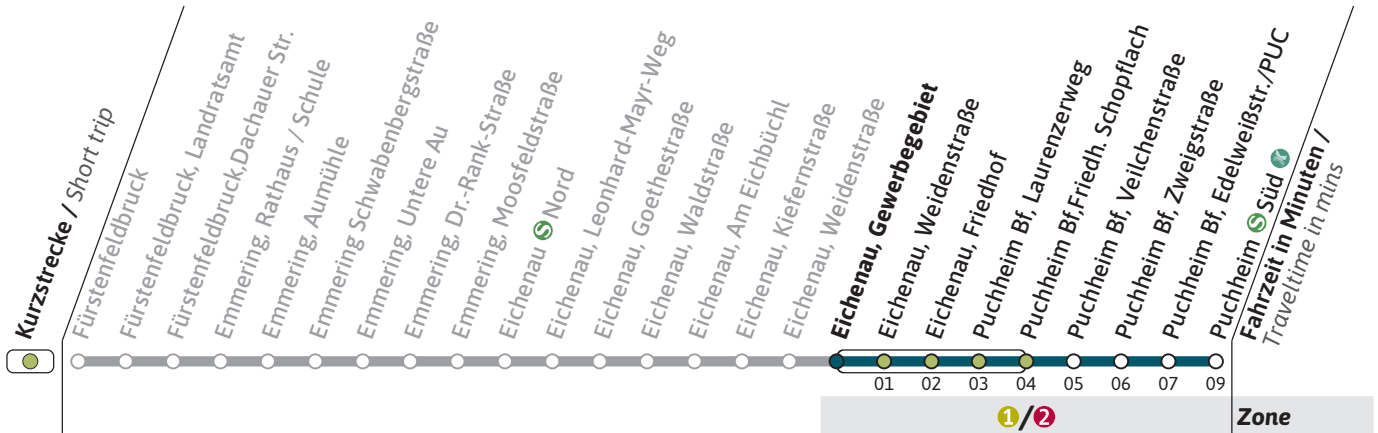 Kurzstrecke / Short trip
Fürstenfeldbruck
Fürstenfeldbruck, Landratsamt
Fürstenfeldbruck,Dachauer Str.
Emmering, Rathaus / Schule
Emmering, Aumühle
Emmering Schwabenbergstraße
Emmering, Untere Au
Emmering, Dr.-Rank-Straße
Emmering, Moosfeldstraße
Eichenau S Nord
Eichenau, Leonhard-Mayr-Weg
Eichenau, Goethestraße
Eichenau, Waldstraße
Eichenau, Am Eichbüchl
Eichenau, Kiefernstraße
Eichenau, Weidenstraße
Eichenau, Gewerbegebiet
Eichenau, Weidenstraße
Eichenau, Friedhof
Puchheim Bf, Laurenzerweg
Puchheim Bf,Friedh. Schopflach
Puchheim Bf, Veilchenstraße
Puchheim Bf, Zweigstraße
Puchheim Bf, Edelweißstr./PUC
Puchheim S Süd X
Fahrzeit in Minuten /
Traveltime in mins
01 02 03 04 05 06 07 09
1/2 Zone